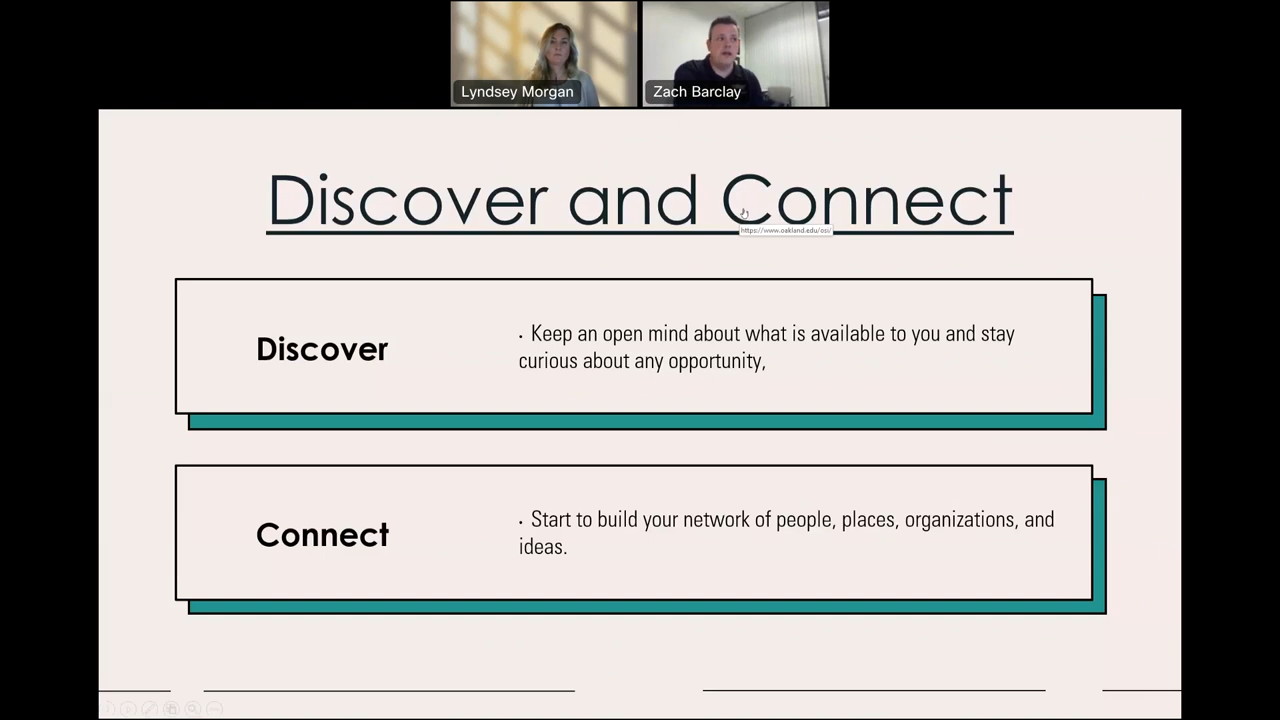 Lyndsey Morgan
Zach Barclay
Discover and Connect
https://www.oakland.edu/osi/
Discover
· Keep an open mind about what is available to you and stay
curious about any opportunity,
Connect
· Start to build your network of people, places, organizations, and
ideas.